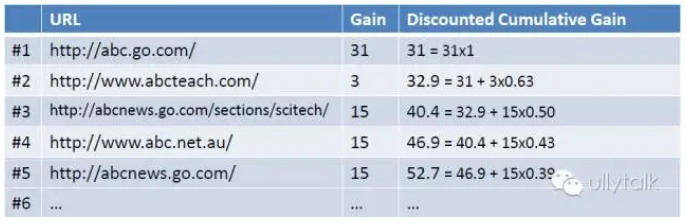 URL Gain Discounted Cumulative Gain
#1 http://abc.go.com/ 31 31 = 31x1
#2 http://www.abcteach.com/ 3 32.9 = 31 + 3x0.63
#3 http://abcnews.go.com/sections/scitech/ 15 40.4 = 32.9 + 15x0.50
#4 http://www.abc.net.au/ 15 46.9 = 40.4 + 15x0.43
#5 http://abcnews.go.com/ 15 52.7 = 46.9 + 15x0.39
#6 ... ... ...
ullytalk